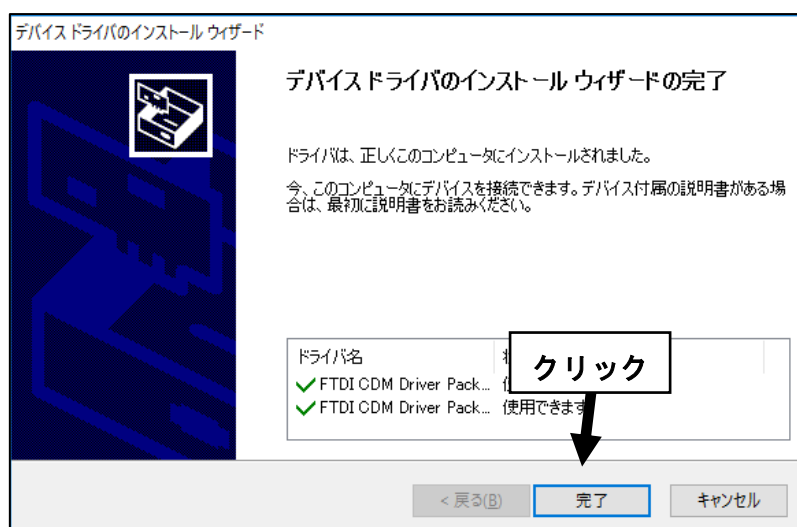 デバイス ドライバのインストール ウィザード
デバイス ドライバのインストール ウィザードの完了
ドライバは、正しくこのコンピュータにインストールされました。
今、このコンピュータにデバイスを接続できます。デバイス付属の説明書がある場
合は、最初に説明書をお読みください。
ドライバ名
クリック
FTDI CDM Driver Pack...
FTDI CDM Driver Pack... 使用できます
< 戻る(B) 完了 キャンセル